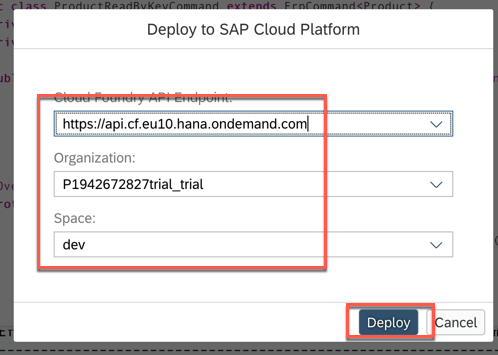 t class ProductReadByKeyCommand extends ErpCommand<Product> {
Deploy to SAP Cloud Platform
Cloud Foundry API Endpoint:
https://api.cf.eu10.hana.ondemand.com
Organization:
P1942672827trial_trial
Space:
dev
Deploy
Cancel